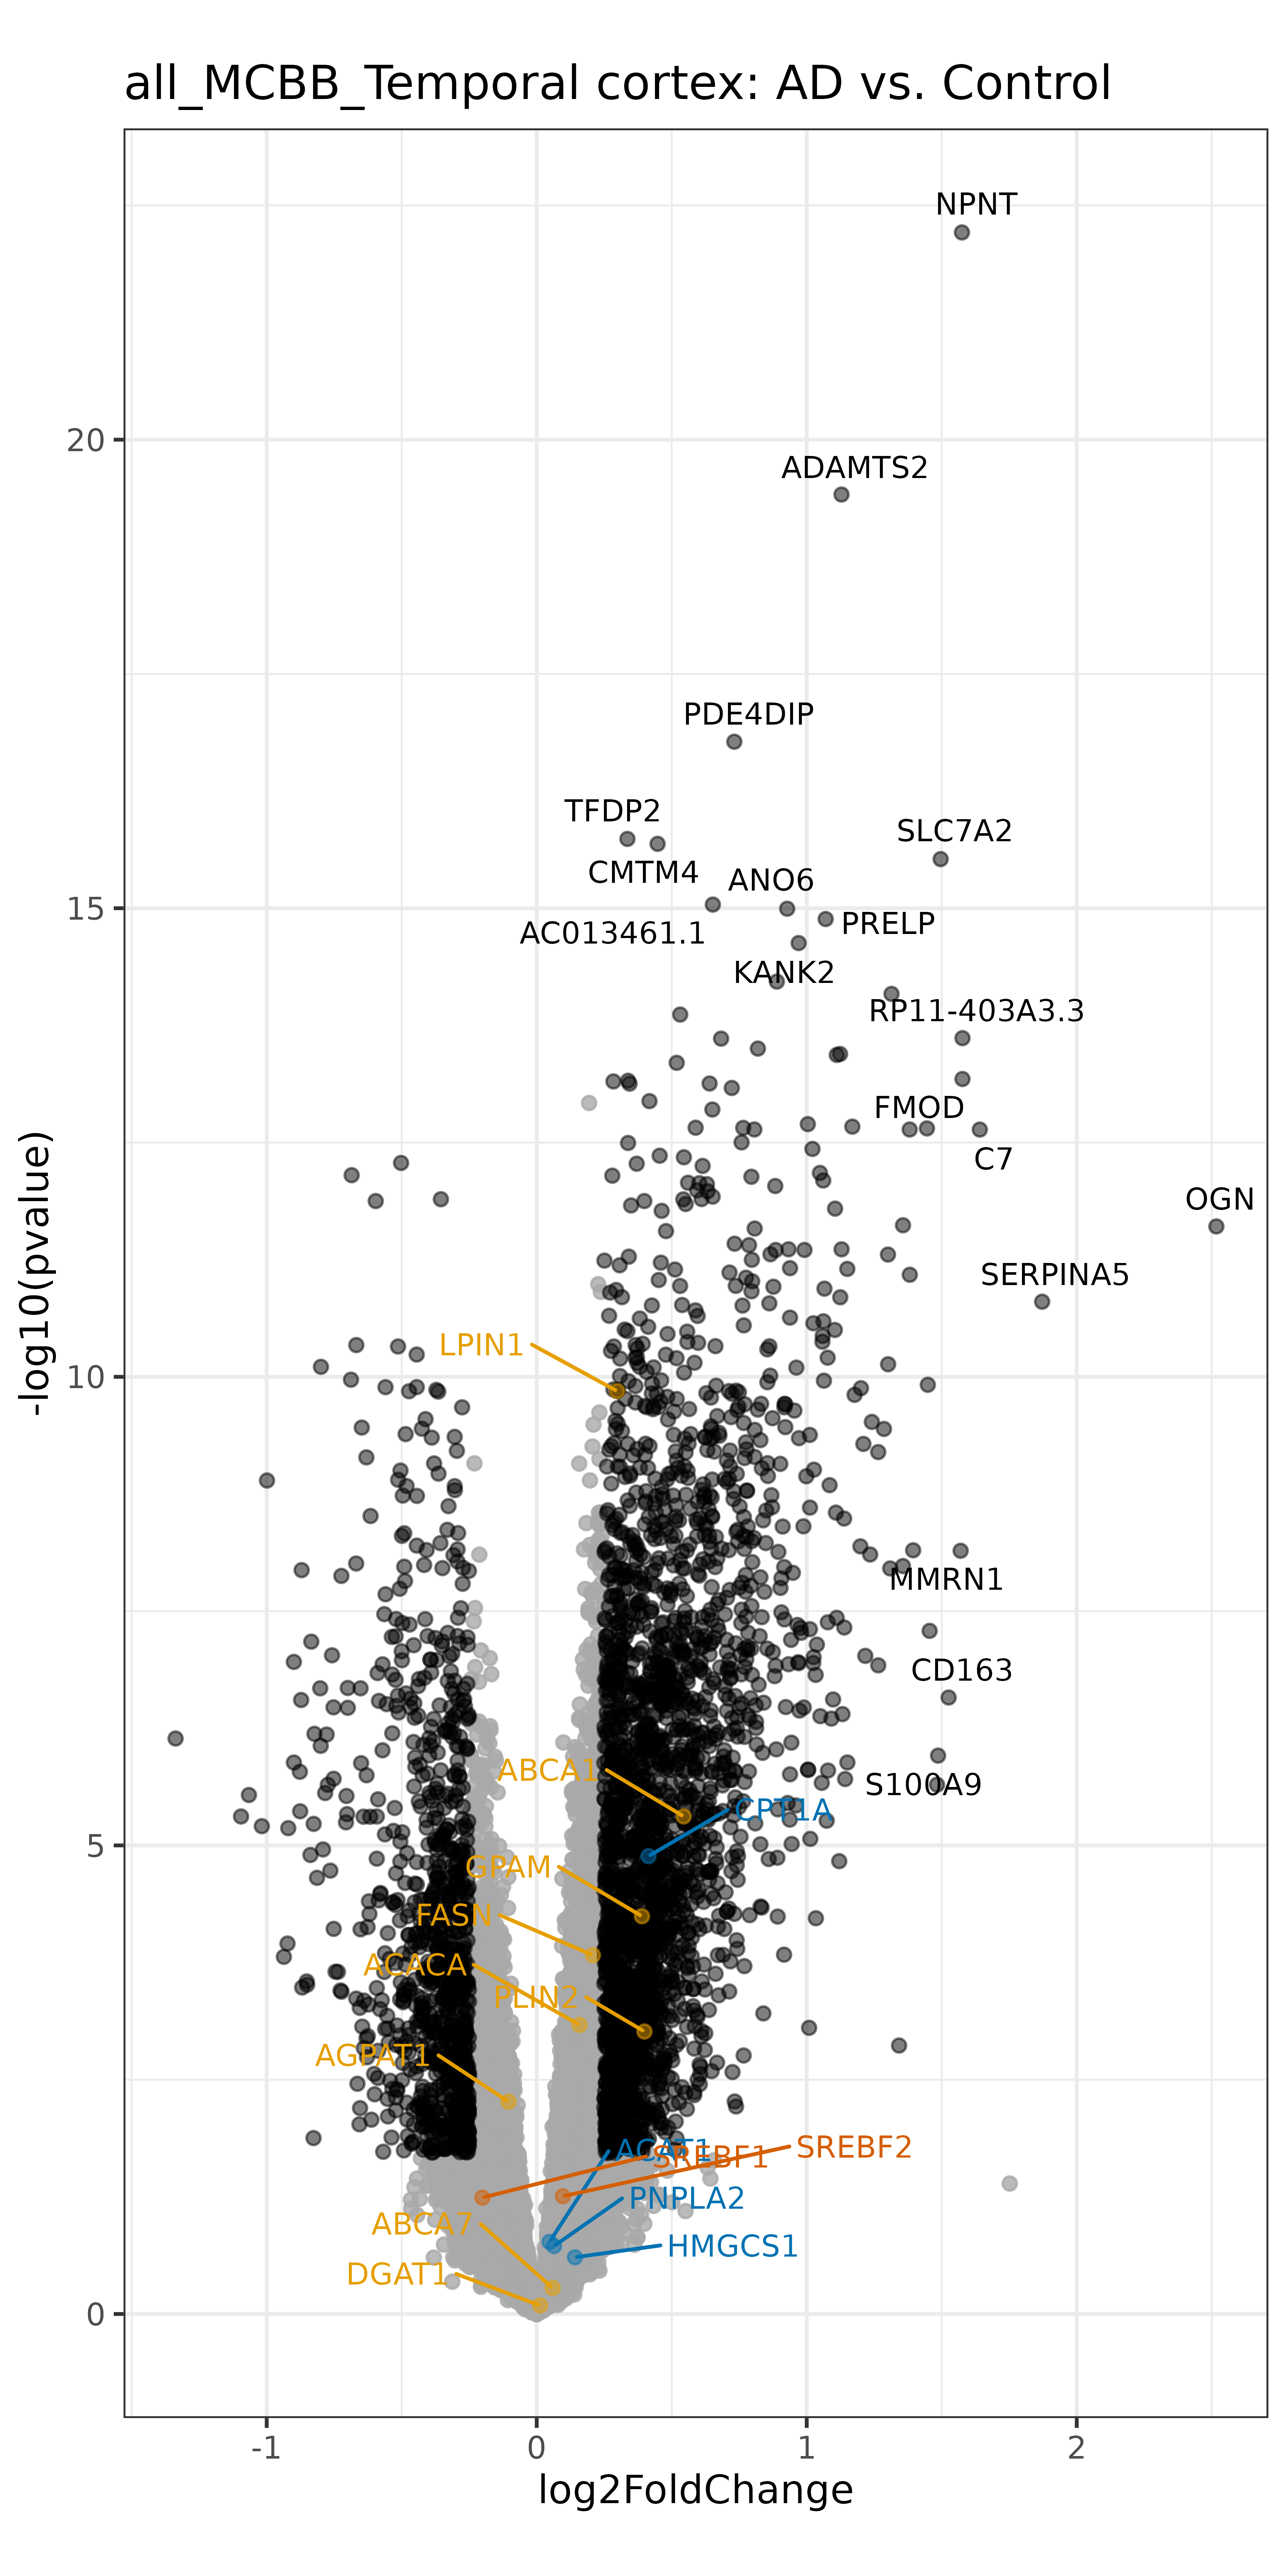 all_MCBB_Temporal cortex: AD vs. Control
NPNT
20
ADAMTS2
PDE4DIP
TFDP2
SLC7A2
CMTM4
ANO6
15
PRELP
AC013461.1
KANK2
RP11-403A3.3
FMOD
C7
OGN
SERPINA5
LPIN1
10
-log10(pvalue)
MMRN1
CD163
ABCA1
S100A9
CPT1A
5
GPAM
FASN
ACACA
PLIN2
AGPAT1
SREBF2
ACAT1
SREBF1
PNPLA2
ABCA7
HMGCS1
DGAT1
0
-1
0
1
2
log2FoldChange